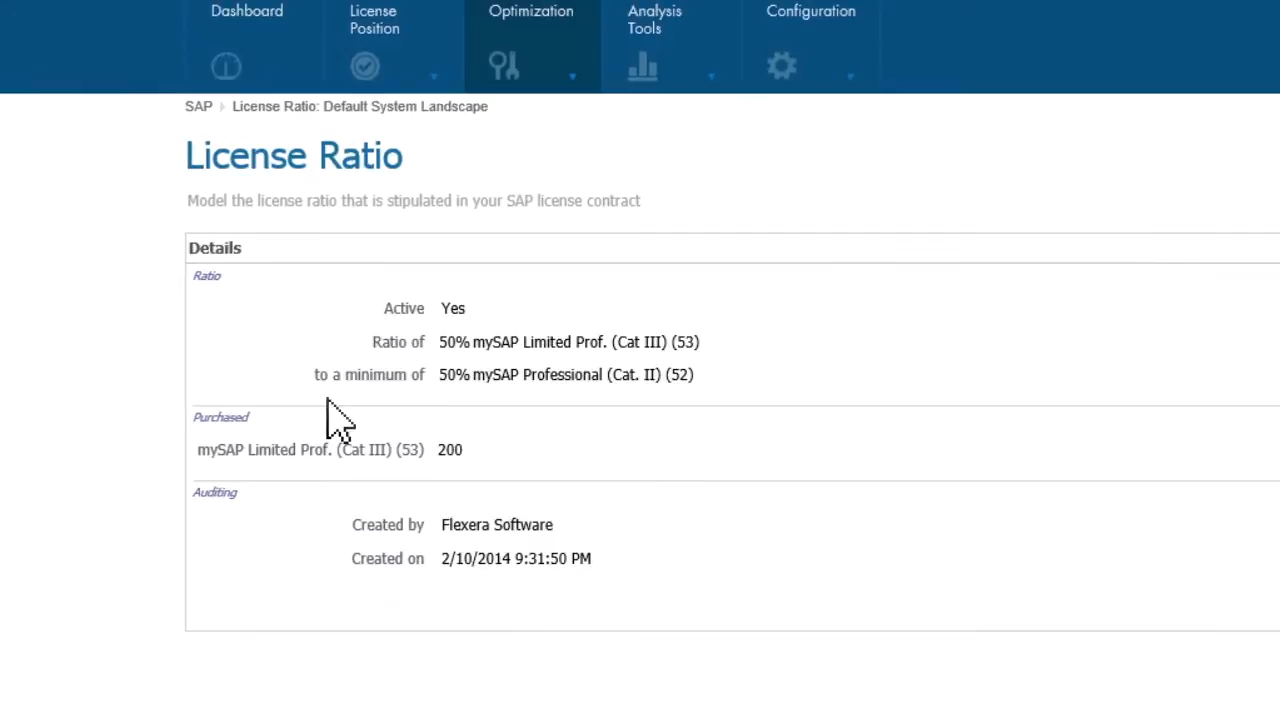 Dashboard
License
Position
Optimization
Analysis
Tools
Configuration
SAP License Ratio: Default System Landscape
License Ratio
Model the license ratio that is stipulated in your SAP license contract
Details
Ratio
Active Yes
Ratio of 50% mySAP Limited Prof. (Cat III) (53)
to a minimum of 50% mySAP Professional (Cat. II) (52)
Purchased
mySAP Limited Prof. (Cat III) (53) 200
Auditing
Created by Flexera Software
Created on 2/10/2014 9:31:50 PM